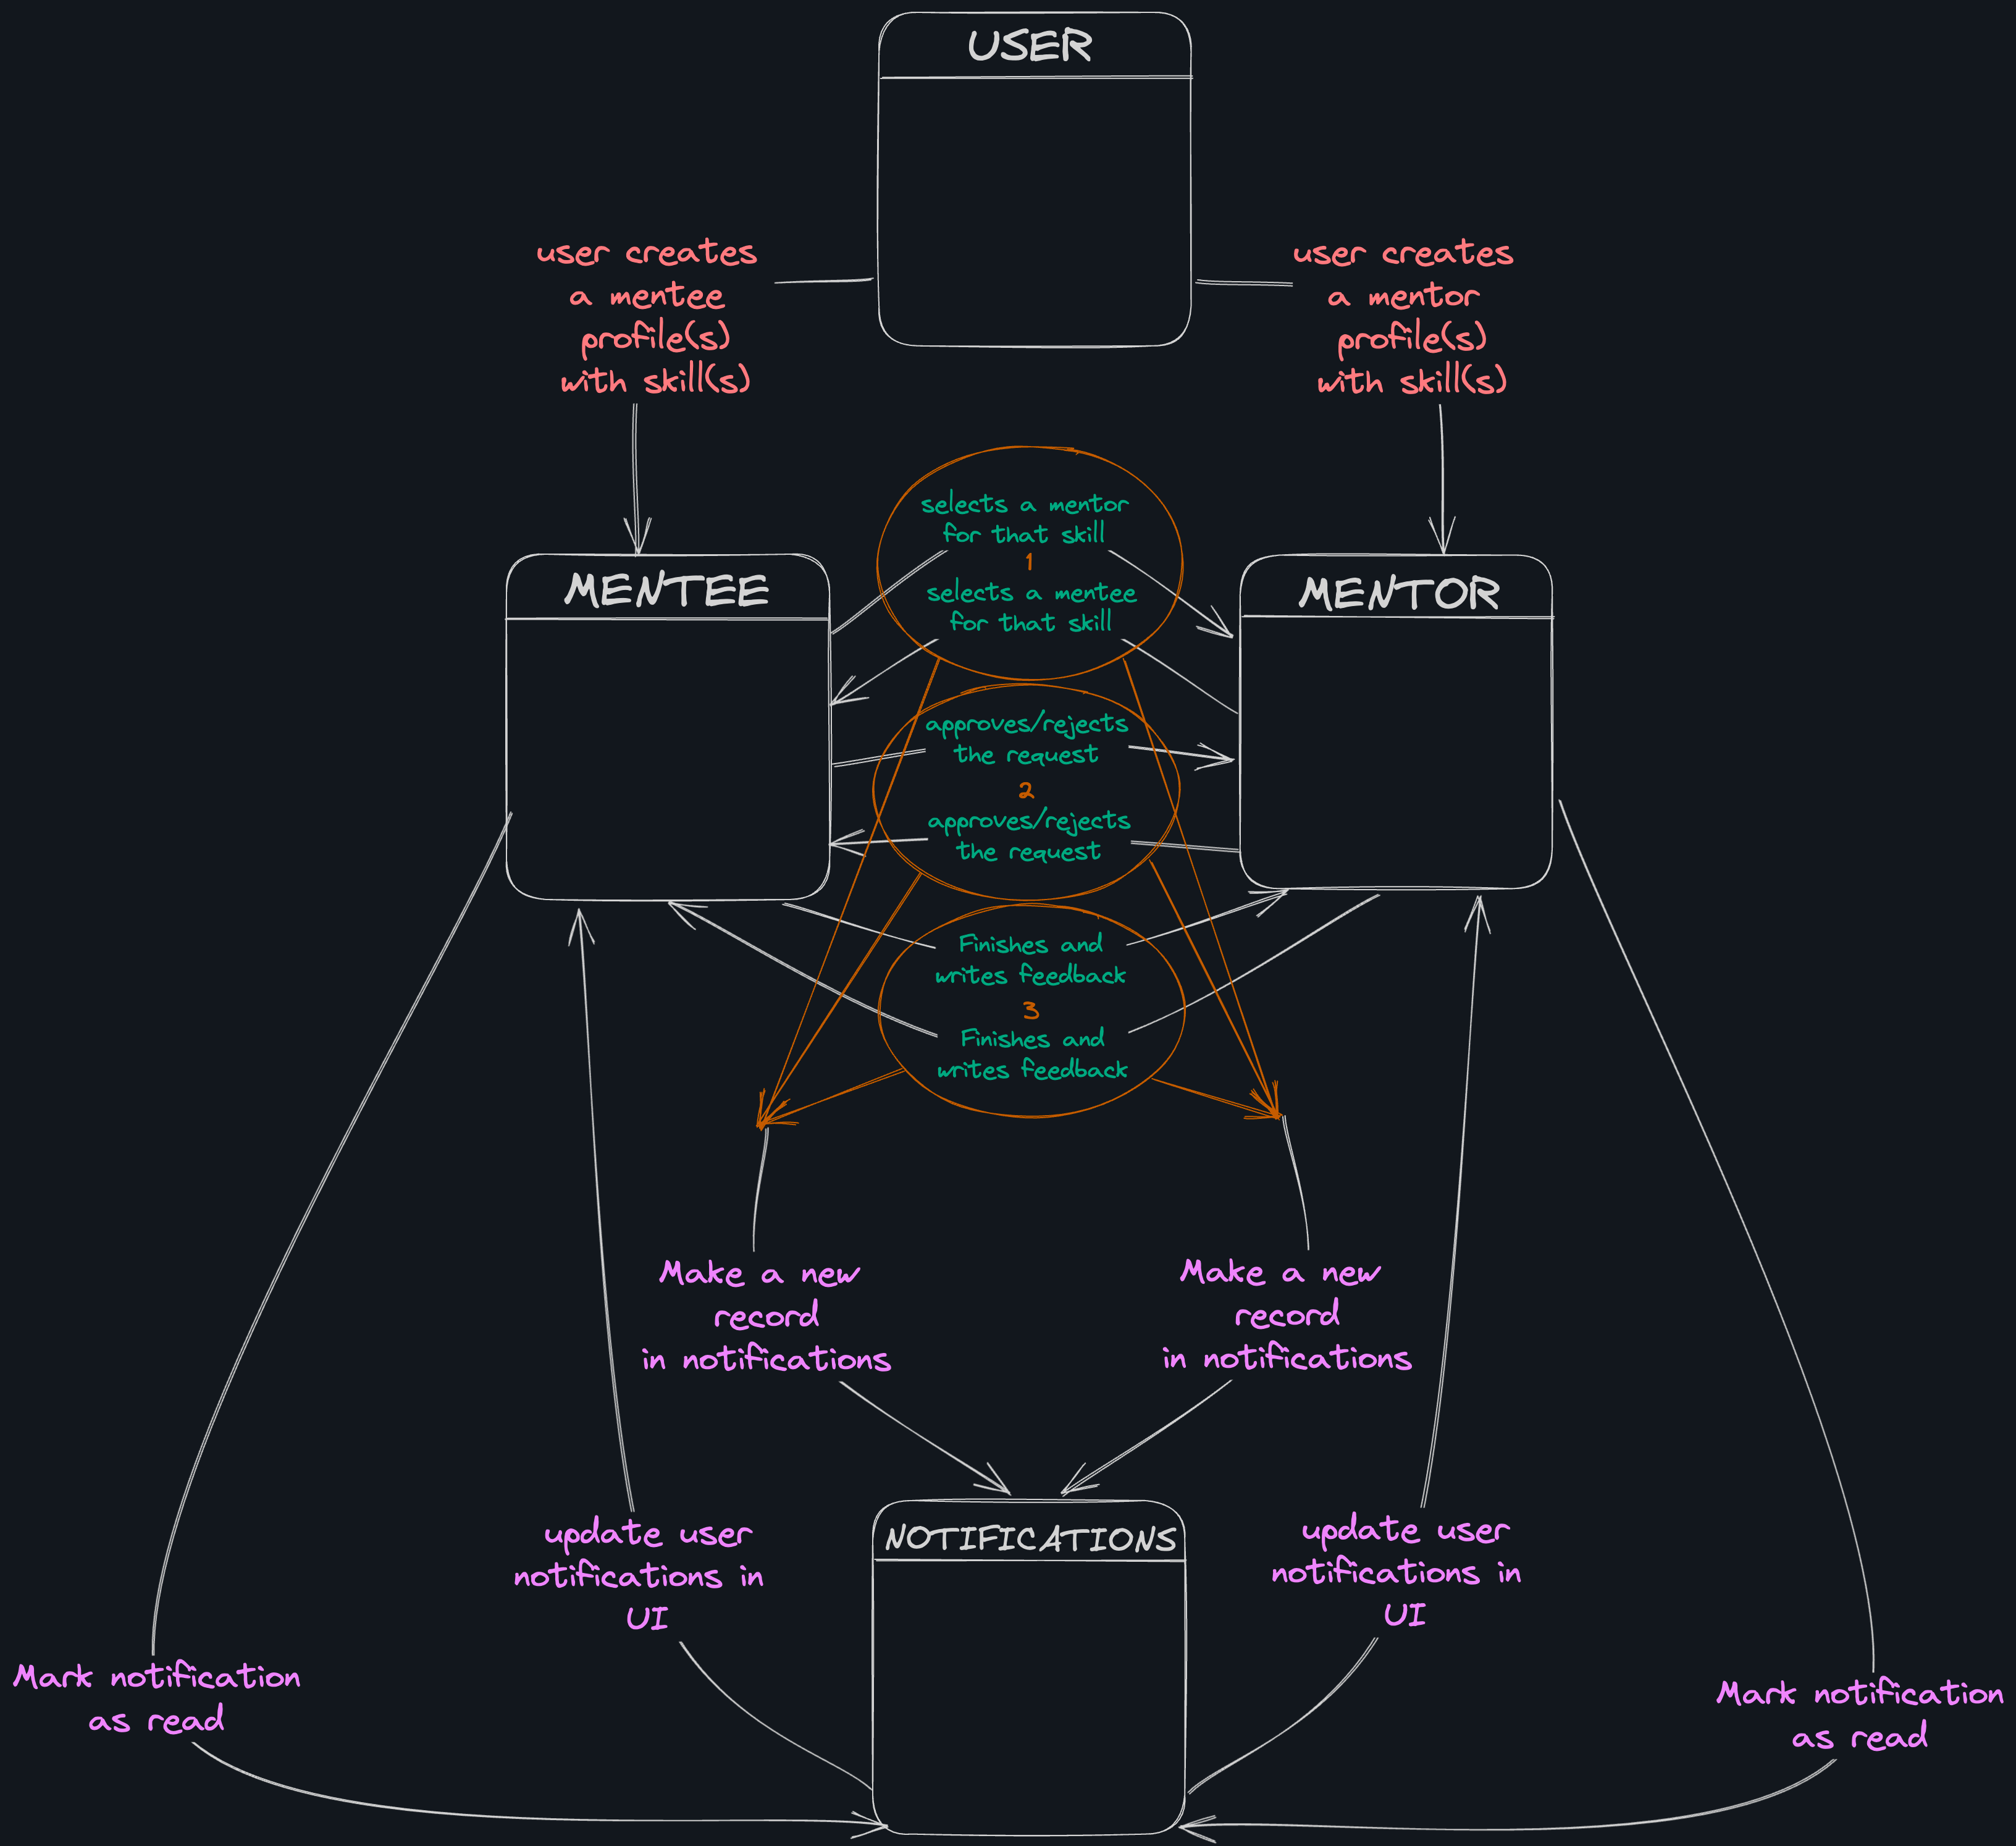 USER
user creates
a mentee
profile(s)
with skill(s)
user creates
a mentor
profile(s)
with skill(s)
selects a mentor
for that skill
1
selects a mentee
for that skill
MENTEE
MENTOR
approves/rejects
the request
2
approves/rejects
the request
Finishes and
writes feedback
3
Finishes and
writes feedback
Make a new
record
in notifications
Make a new
record
in notifications
NOTIFICATIONS
update user
notifications in
UI
update user
notifications in
UI
Mark notification
as read
Mark notification
as read